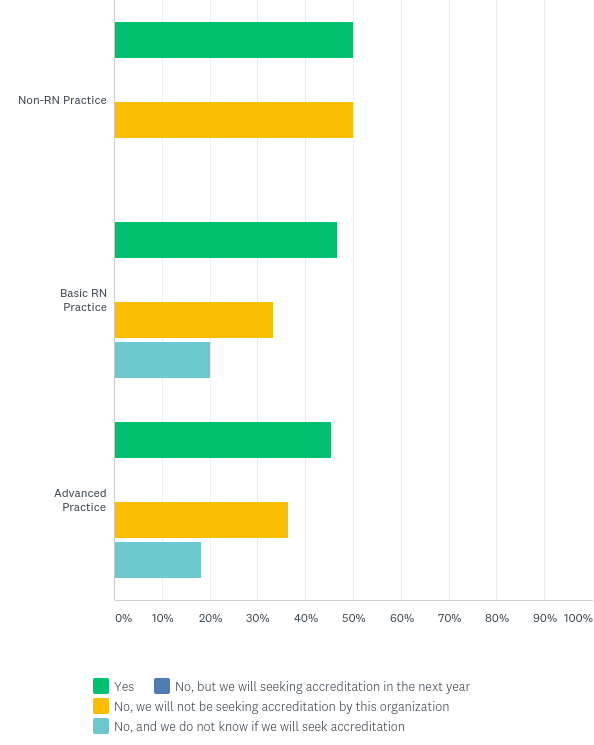 Non-RN Practice
Basic RN
Practice
Advanced
Practice
0% 10% 20% 30% 40% 50% 60% 70% 80% 90% 100%
Yes No, but we will seeking accreditation in the next year
No, we will not be seeking accreditation by this organization
No, and we do not know if we will seek accreditation